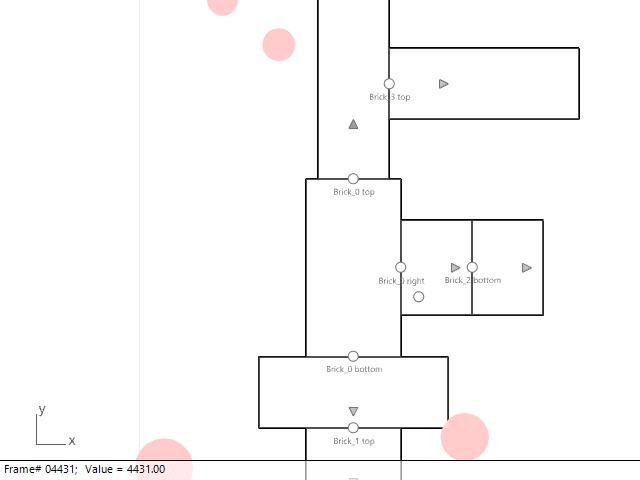 Brick_3 top
Brick_0 top
Brick_0 right
Brick_2 bottom
Brick_0 bottom
y
Brick_1 top
x
Frame# 04431; Value = 4431.00